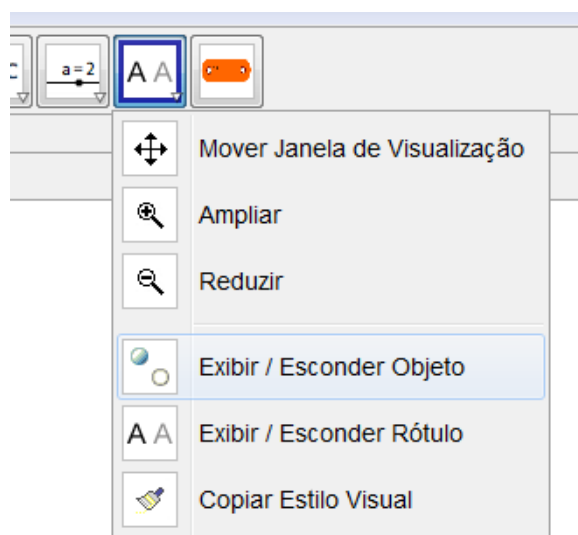 C
a=2
A A
Mover Janela de Visualização
Ampliar
Reduzir
Exibir / Esconder Objeto
A A
Exibir / Esconder Rótulo
Copiar Estilo Visual